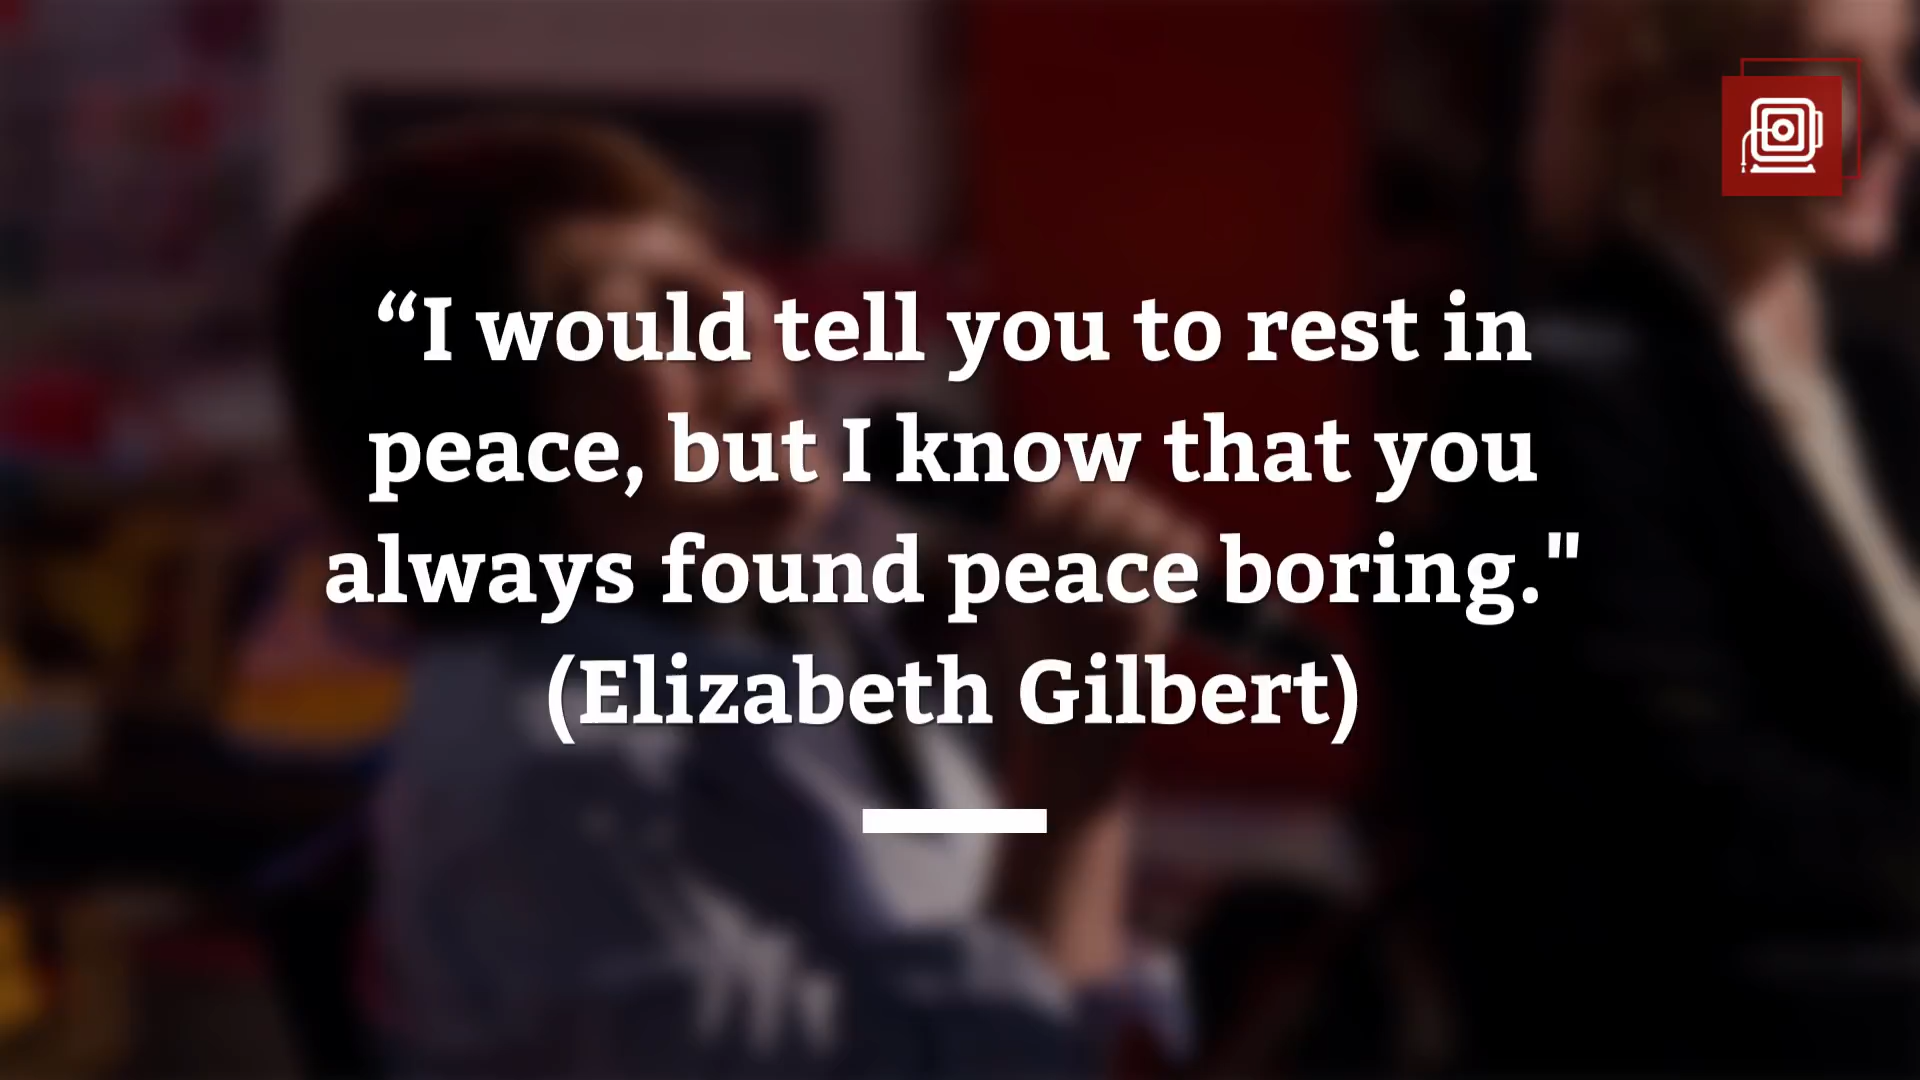 “I would tell you to rest in
peace, but I know that you
always found peace boring."
(Elizabeth Gilbert)